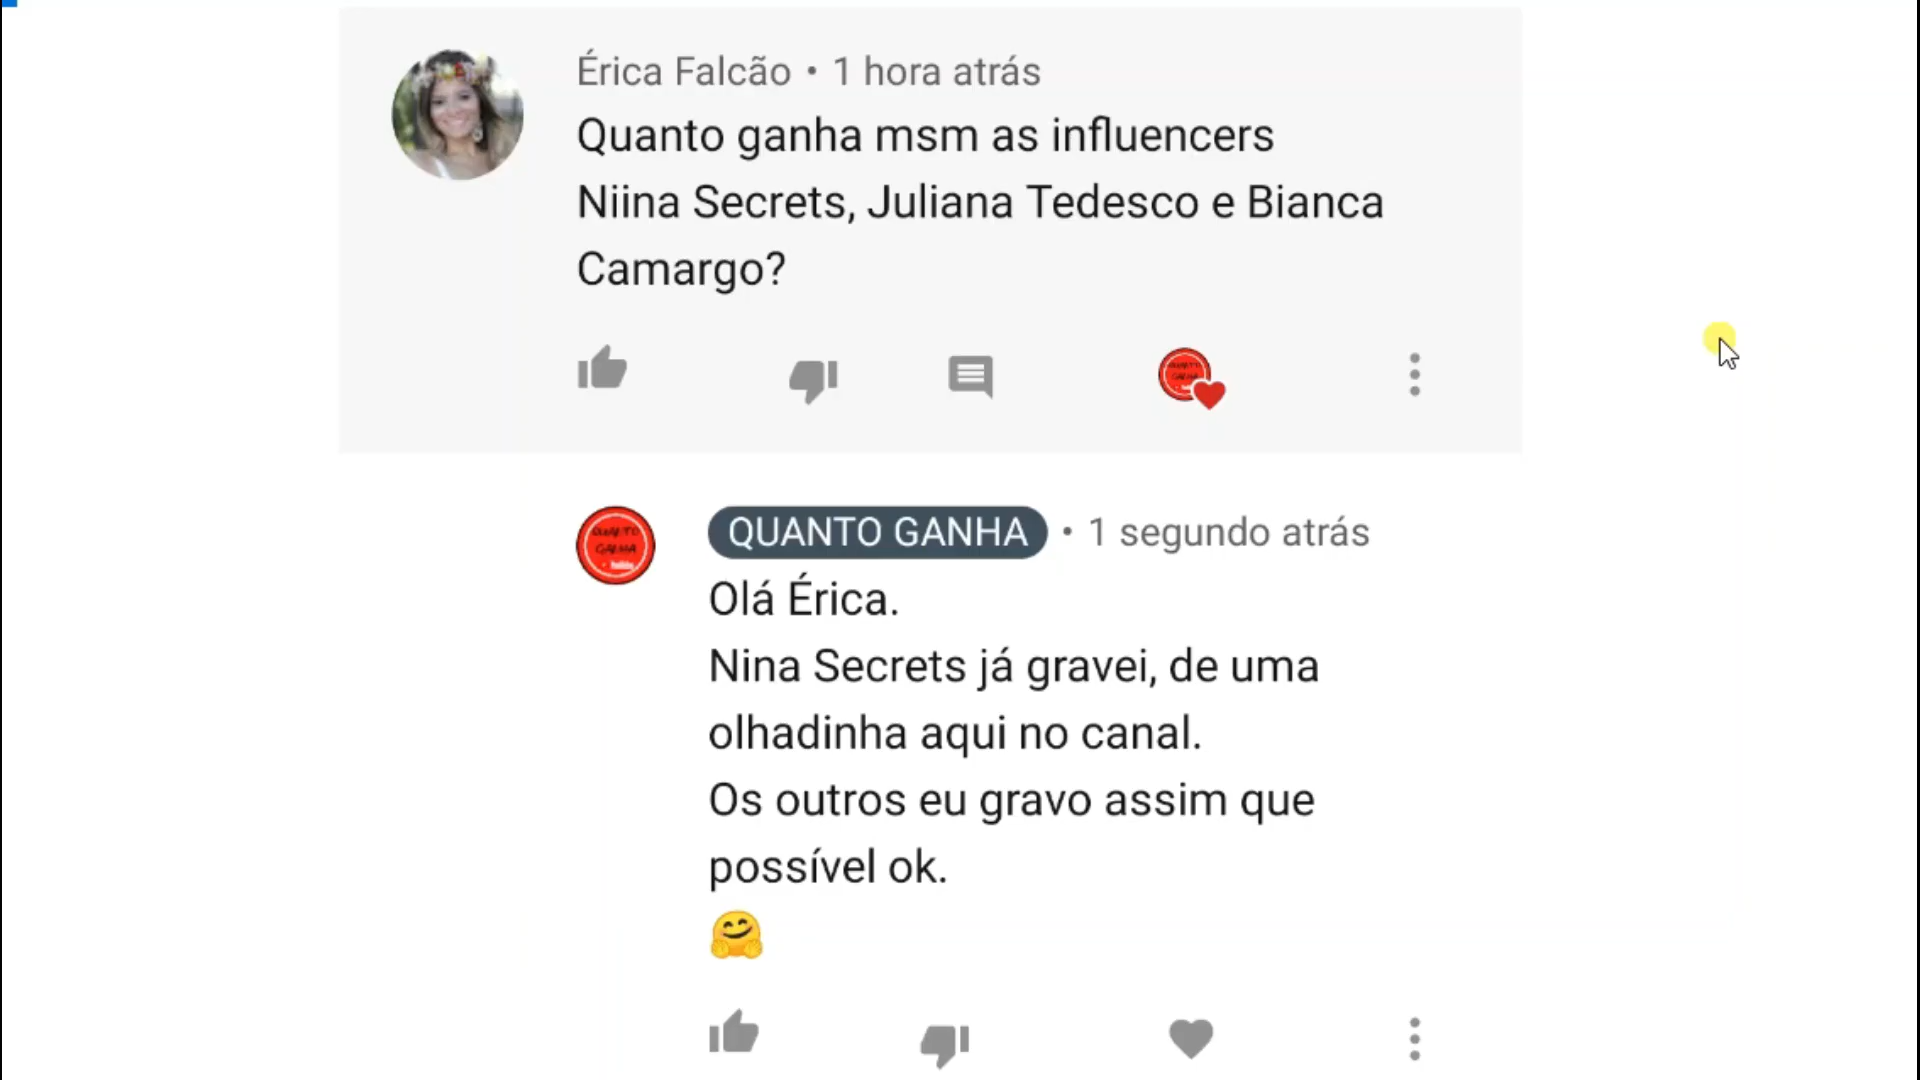 Érica Falcão • 1 hora atrás
Quanto ganha msm as influencers
Niina Secrets, Juliana Tedesco e Bianca
Camargo?
QUANTO GANHA • 1 segundo atrás
QUANTO
GANHA
Olá Érica.
Nina Secrets já gravei, de uma
olhadinha aqui no canal.
Os outros eu gravo assim que
possível ok.